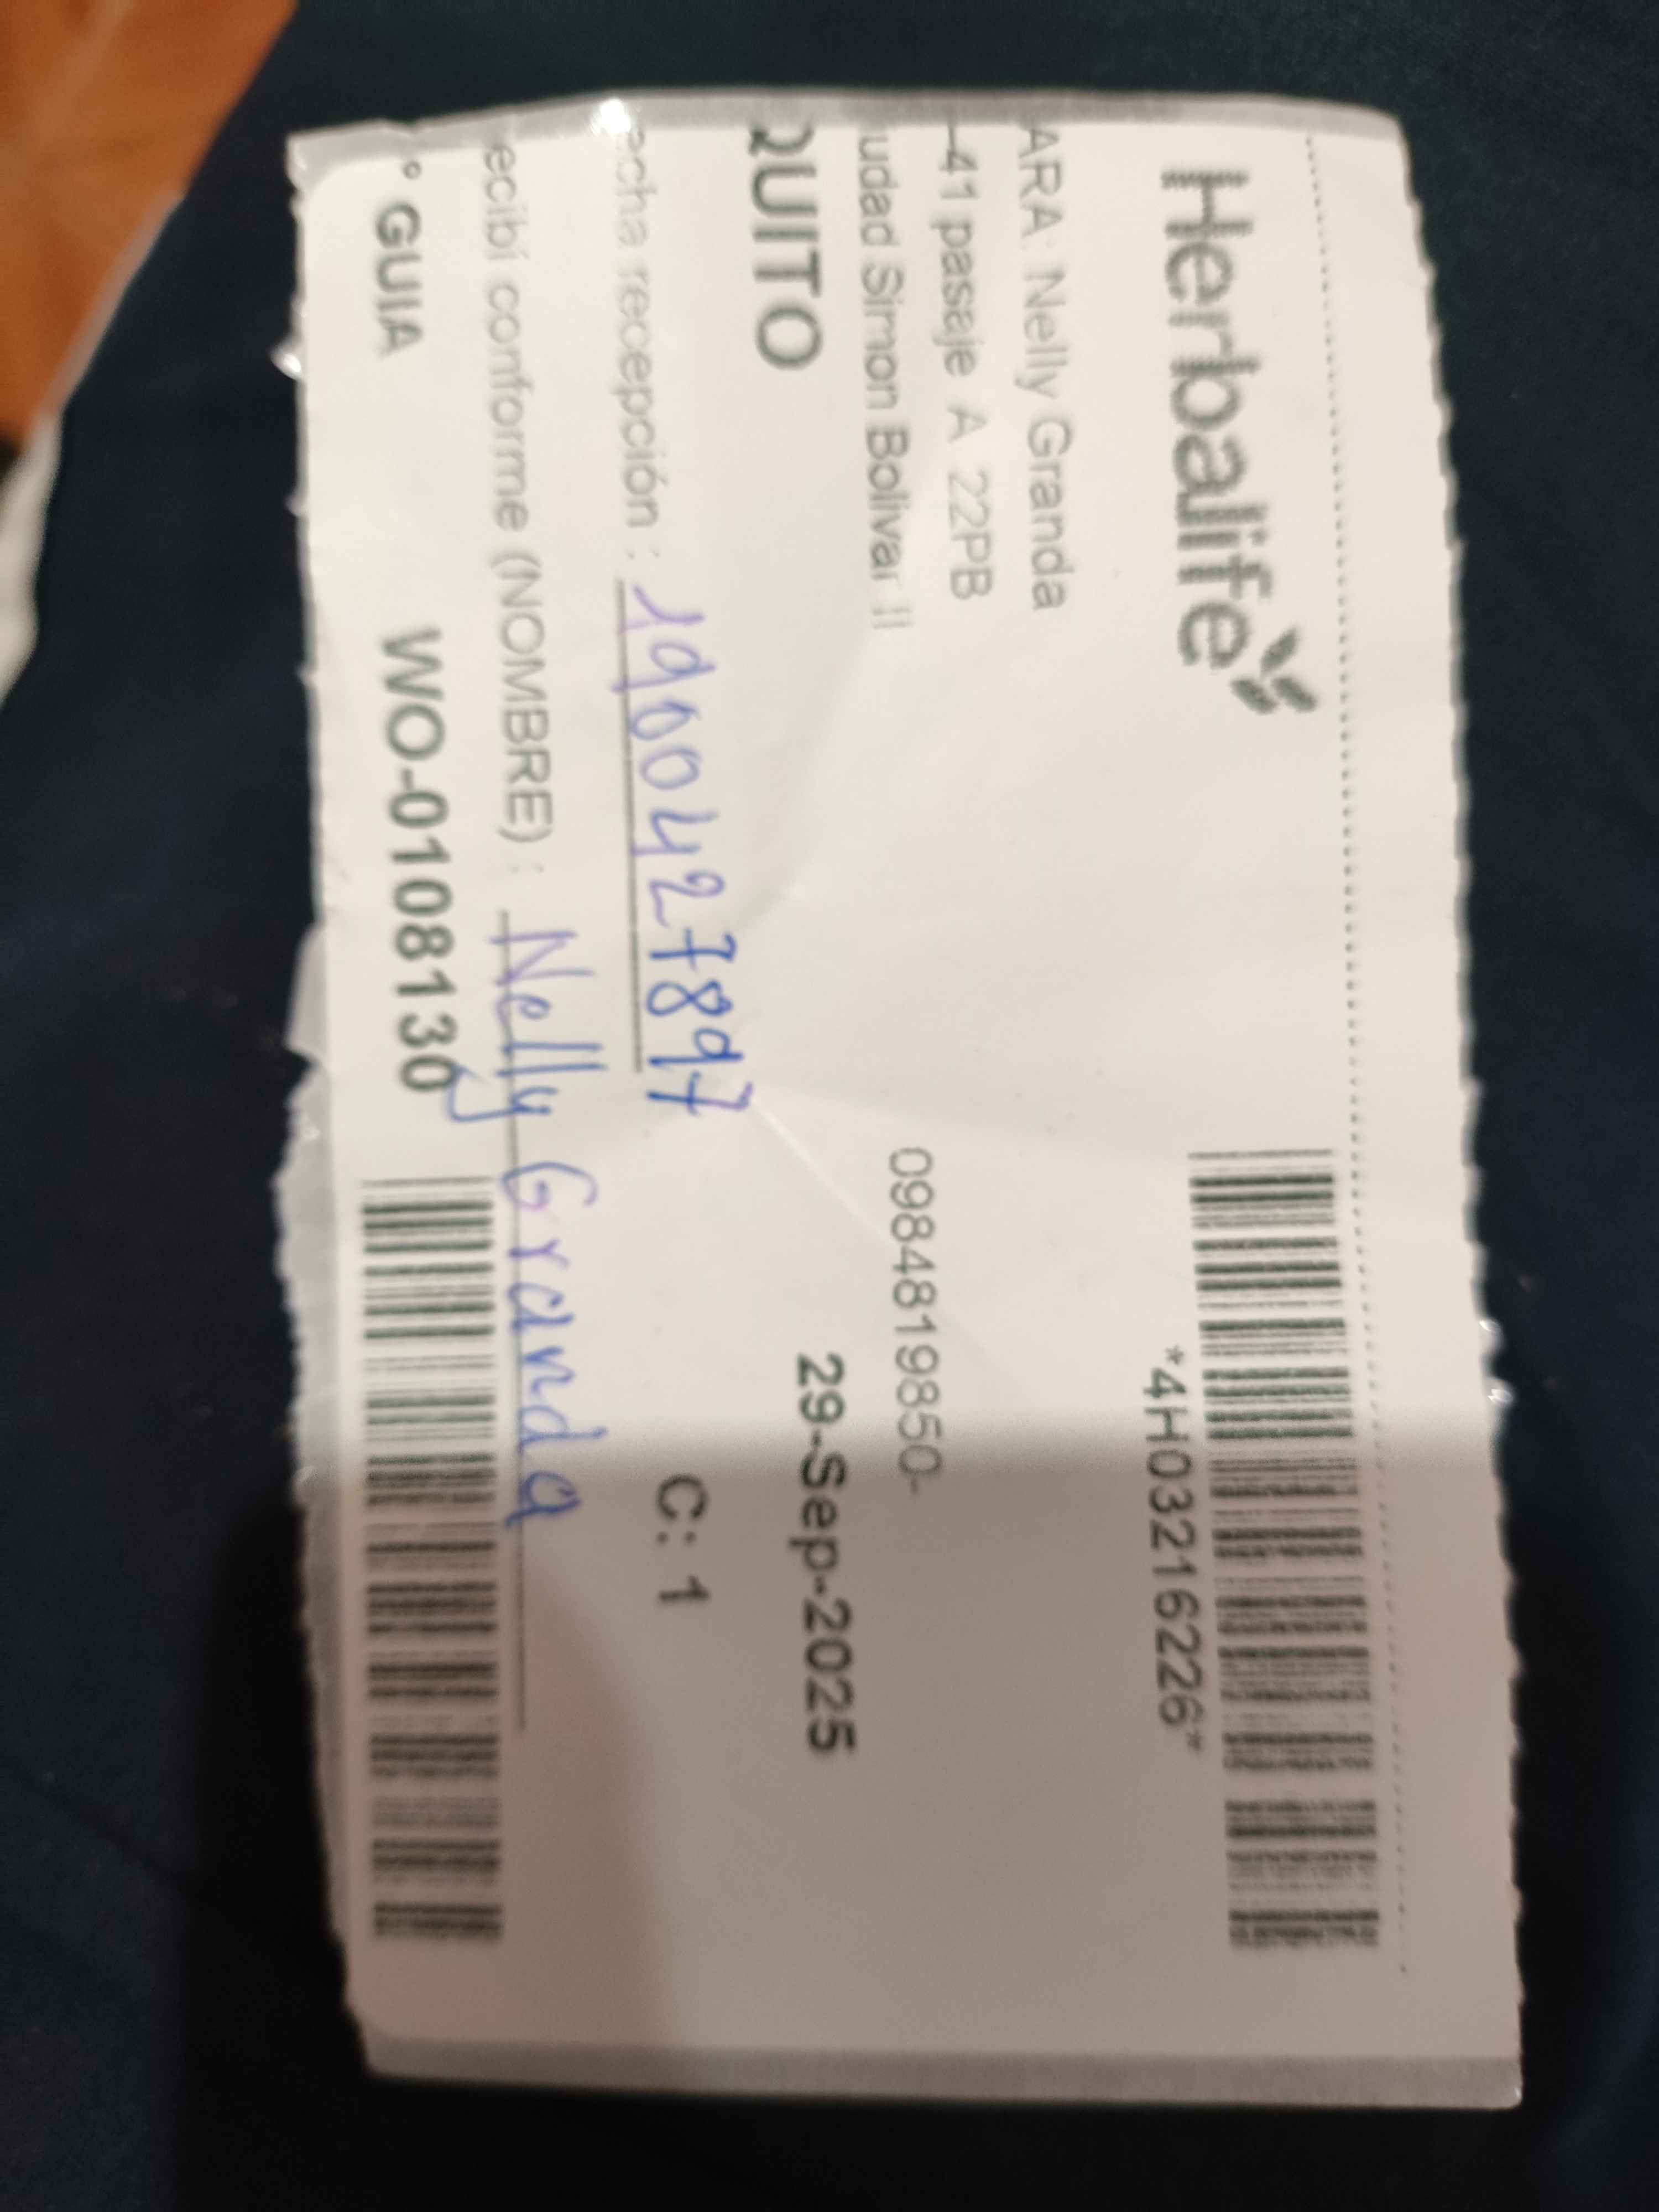 Herbalife
*4H03216226*
ARA: Nelly Granda
-41 pasaje A 22PB
udad Simon Bolivar II 0984819850-
QUITO 29-Sep-2025
echa recepción : 1900427897 C: 1
ecibí conforme (NOMBRE) : Nelly Granda
° GUIA WO-0108130